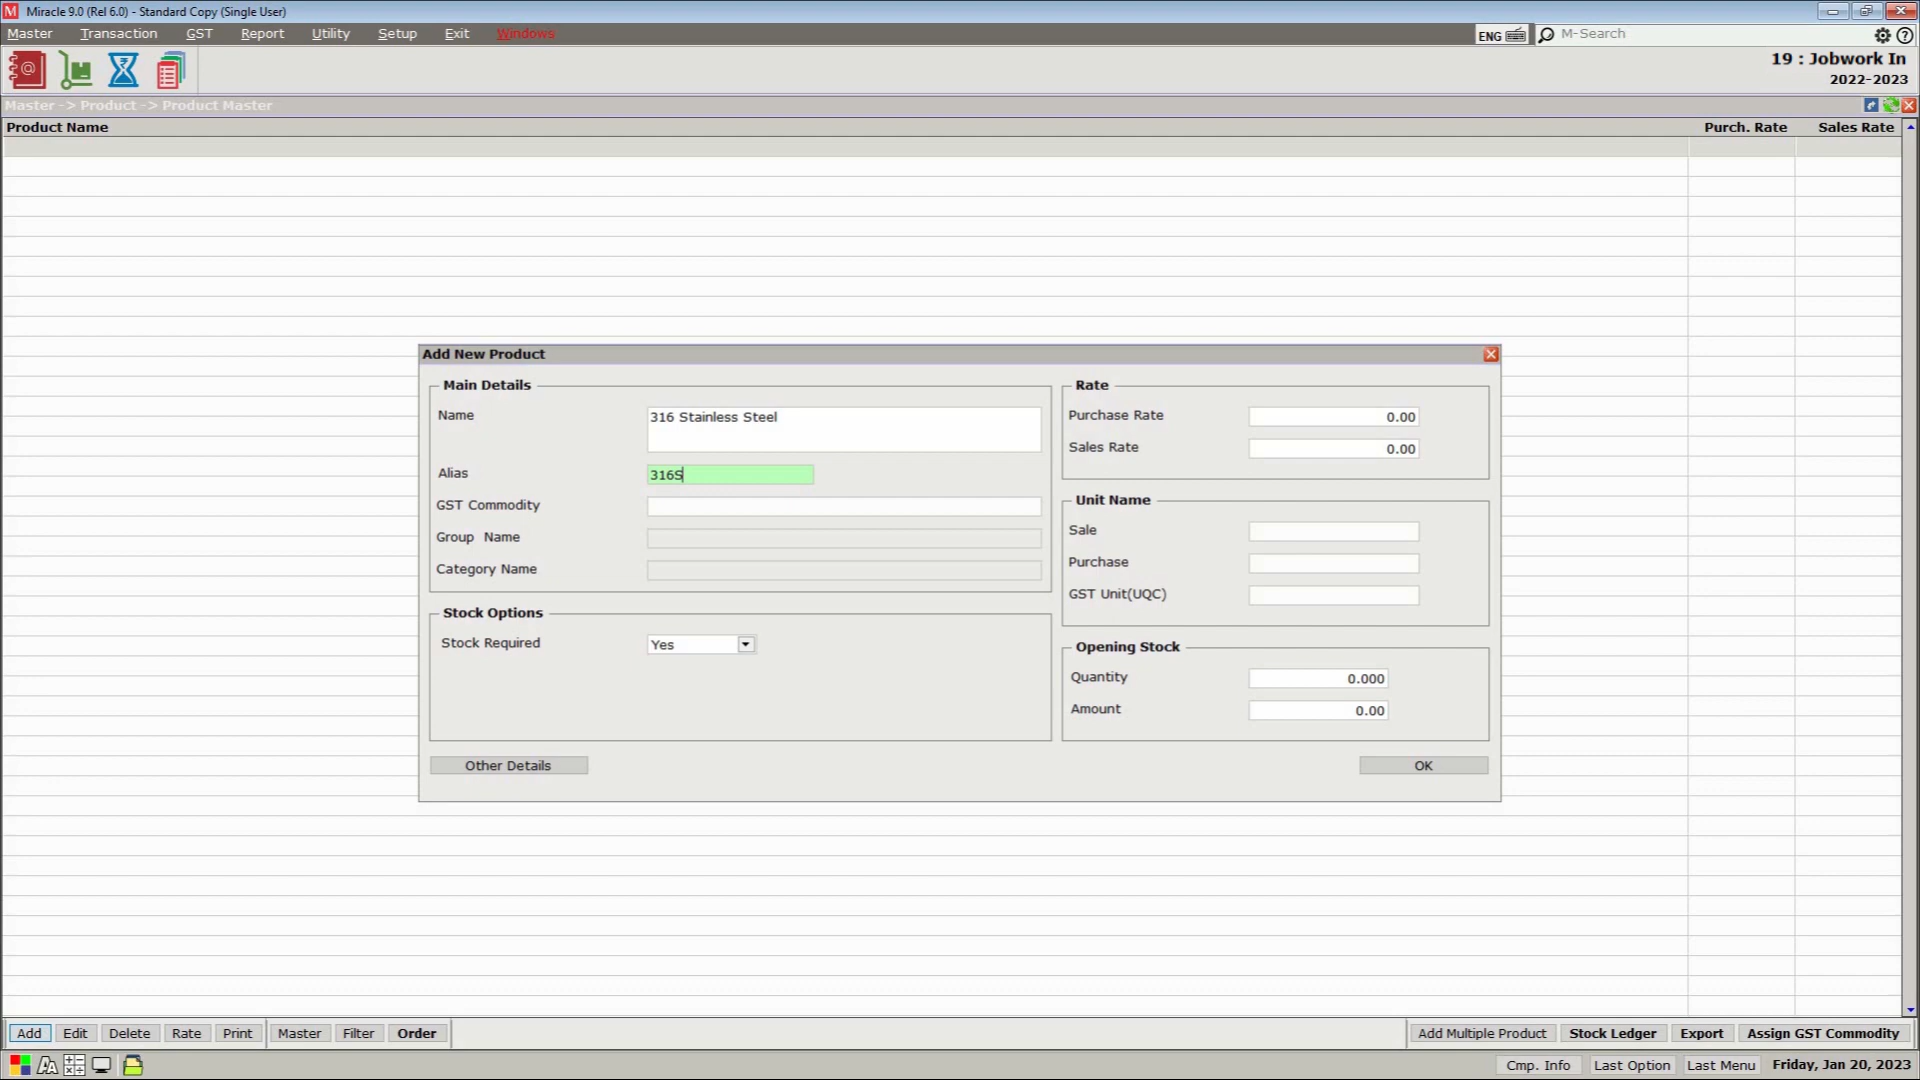 M Miracle 9.0 (Rel 6.0) - Standard Copy (Single User)
Master Transaction GST Report Utility Setup Exit Windows ENG M-Search
19 : Jobwork In
2022-2023
Master -> Product -> Product Master
Product Name Purch. Rate Sales Rate
Add New Product
Main Details
Name 316 Stainless Steel
Alias 316S
GST Commodity
Group Name
Category Name
Stock Options
Stock Required Yes
Rate
Purchase Rate 0.00
Sales Rate 0.00
Unit Name
Sale
Purchase
GST Unit(UQC)
Opening Stock
Quantity 0.000
Amount 0.00
Other Details OK
Add Edit Delete Rate Print Master Filter Order Add Multiple Product Stock Ledger Export Assign GST Commodity
Cmp. Info Last Option Last Menu Friday, Jan 20, 2023